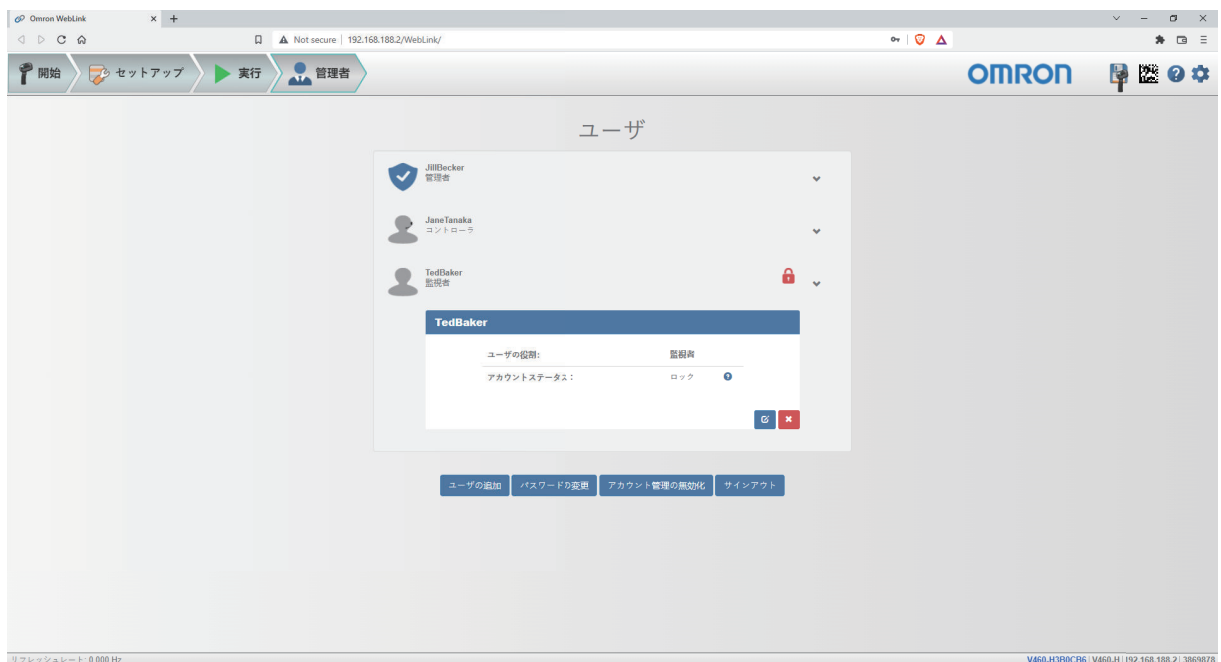 Omron WebLink
Not secure 192.168.188.2/WebLink/
開始 セットアップ 実行 管理者 OMRON
ユーザ
JillBecker
管理者
JaneTanaka
コントローラ
TedBaker
監視者
TedBaker
ユーザの役割: 監視者
アカウントステータス: ロック
ユーザの追加 パスワードの変更 アカウント管理の無効化 サインアウト
リフレッシュレート: 0.000 Hz V460-H3B0CB6 | V460-H | 192.168.188.2 | 3869878